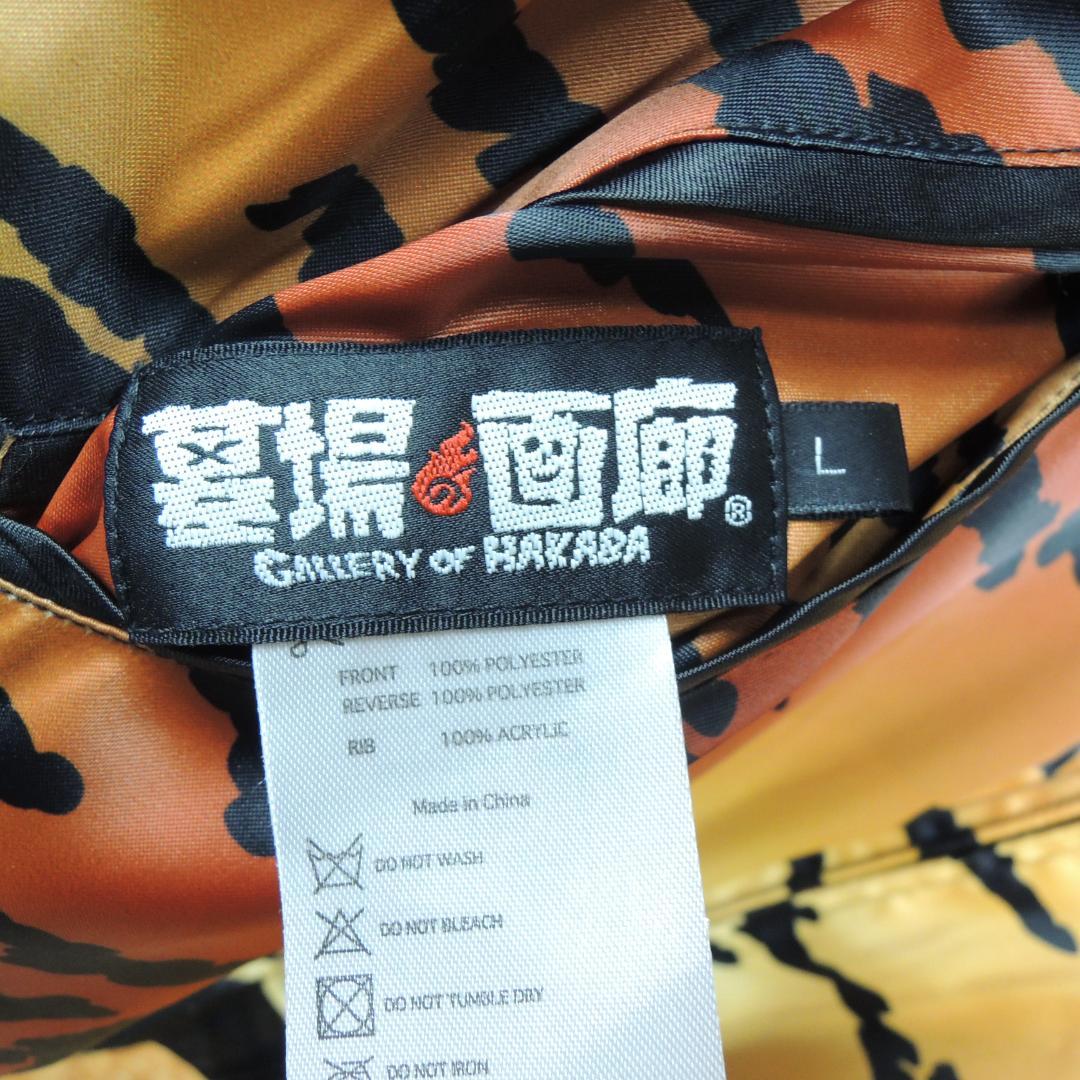 墓場画廊®
GALLERY OF HAKABA
L
FRONT 100% POLYESTER
REVERSE 100% POLYESTER
RIB 100% ACRYLIC
Made in China
DO NOT WASH
DO NOT BLEACH
DO NOT TUMBLE DRY
DO NOT IRON